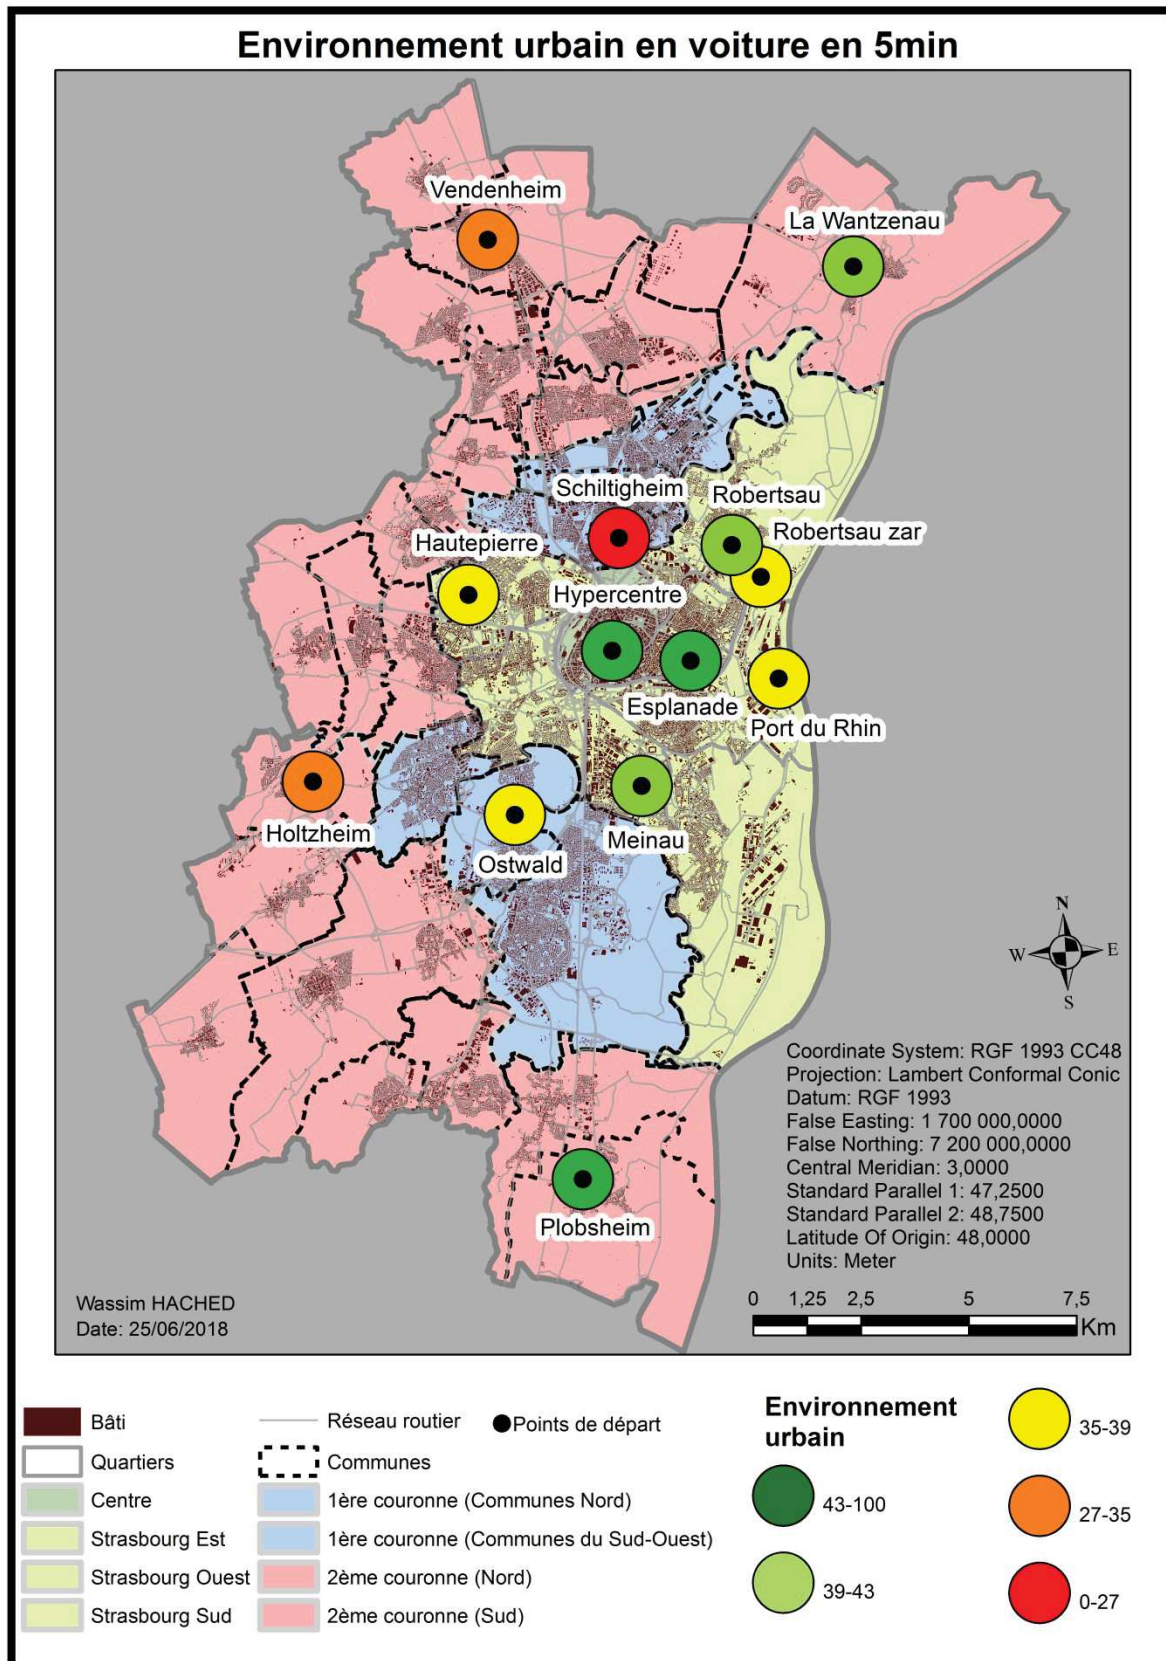 Environnement urbain en voiture en 5min
Vendenheim
La Wantzenau
Schiltigheim
Robertsau
Hautepierre
Robertsau zar
Hypercentre
Esplanade
Port du Rhin
Holtzheim
Ostwald
Meinau
Plobsheim
N
W
E
S
Coordinate System: RGF 1993 CC48
Projection: Lambert Conformal Conic
Datum: RGF 1993
False Easting: 1 700 000,0000
False Northing: 7 200 000,0000
Central Meridian: 3,0000
Standard Parallel 1: 47,2500
Standard Parallel 2: 48,7500
Latitude Of Origin: 48,0000
Units: Meter
Wassim HACHED
Date: 25/06/2018
0 1,25 2,5 5 7,5
Km
Bâti
Quartiers
Centre
Strasbourg Est
Strasbourg Ouest
Strasbourg Sud
Réseau routier
Points de départ
Communes
1ère couronne (Communes Nord)
1ère couronne (Communes du Sud-Ouest)
2ème couronne (Nord)
2ème couronne (Sud)
Environnement
urbain
43-100
39-43
35-39
27-35
0-27